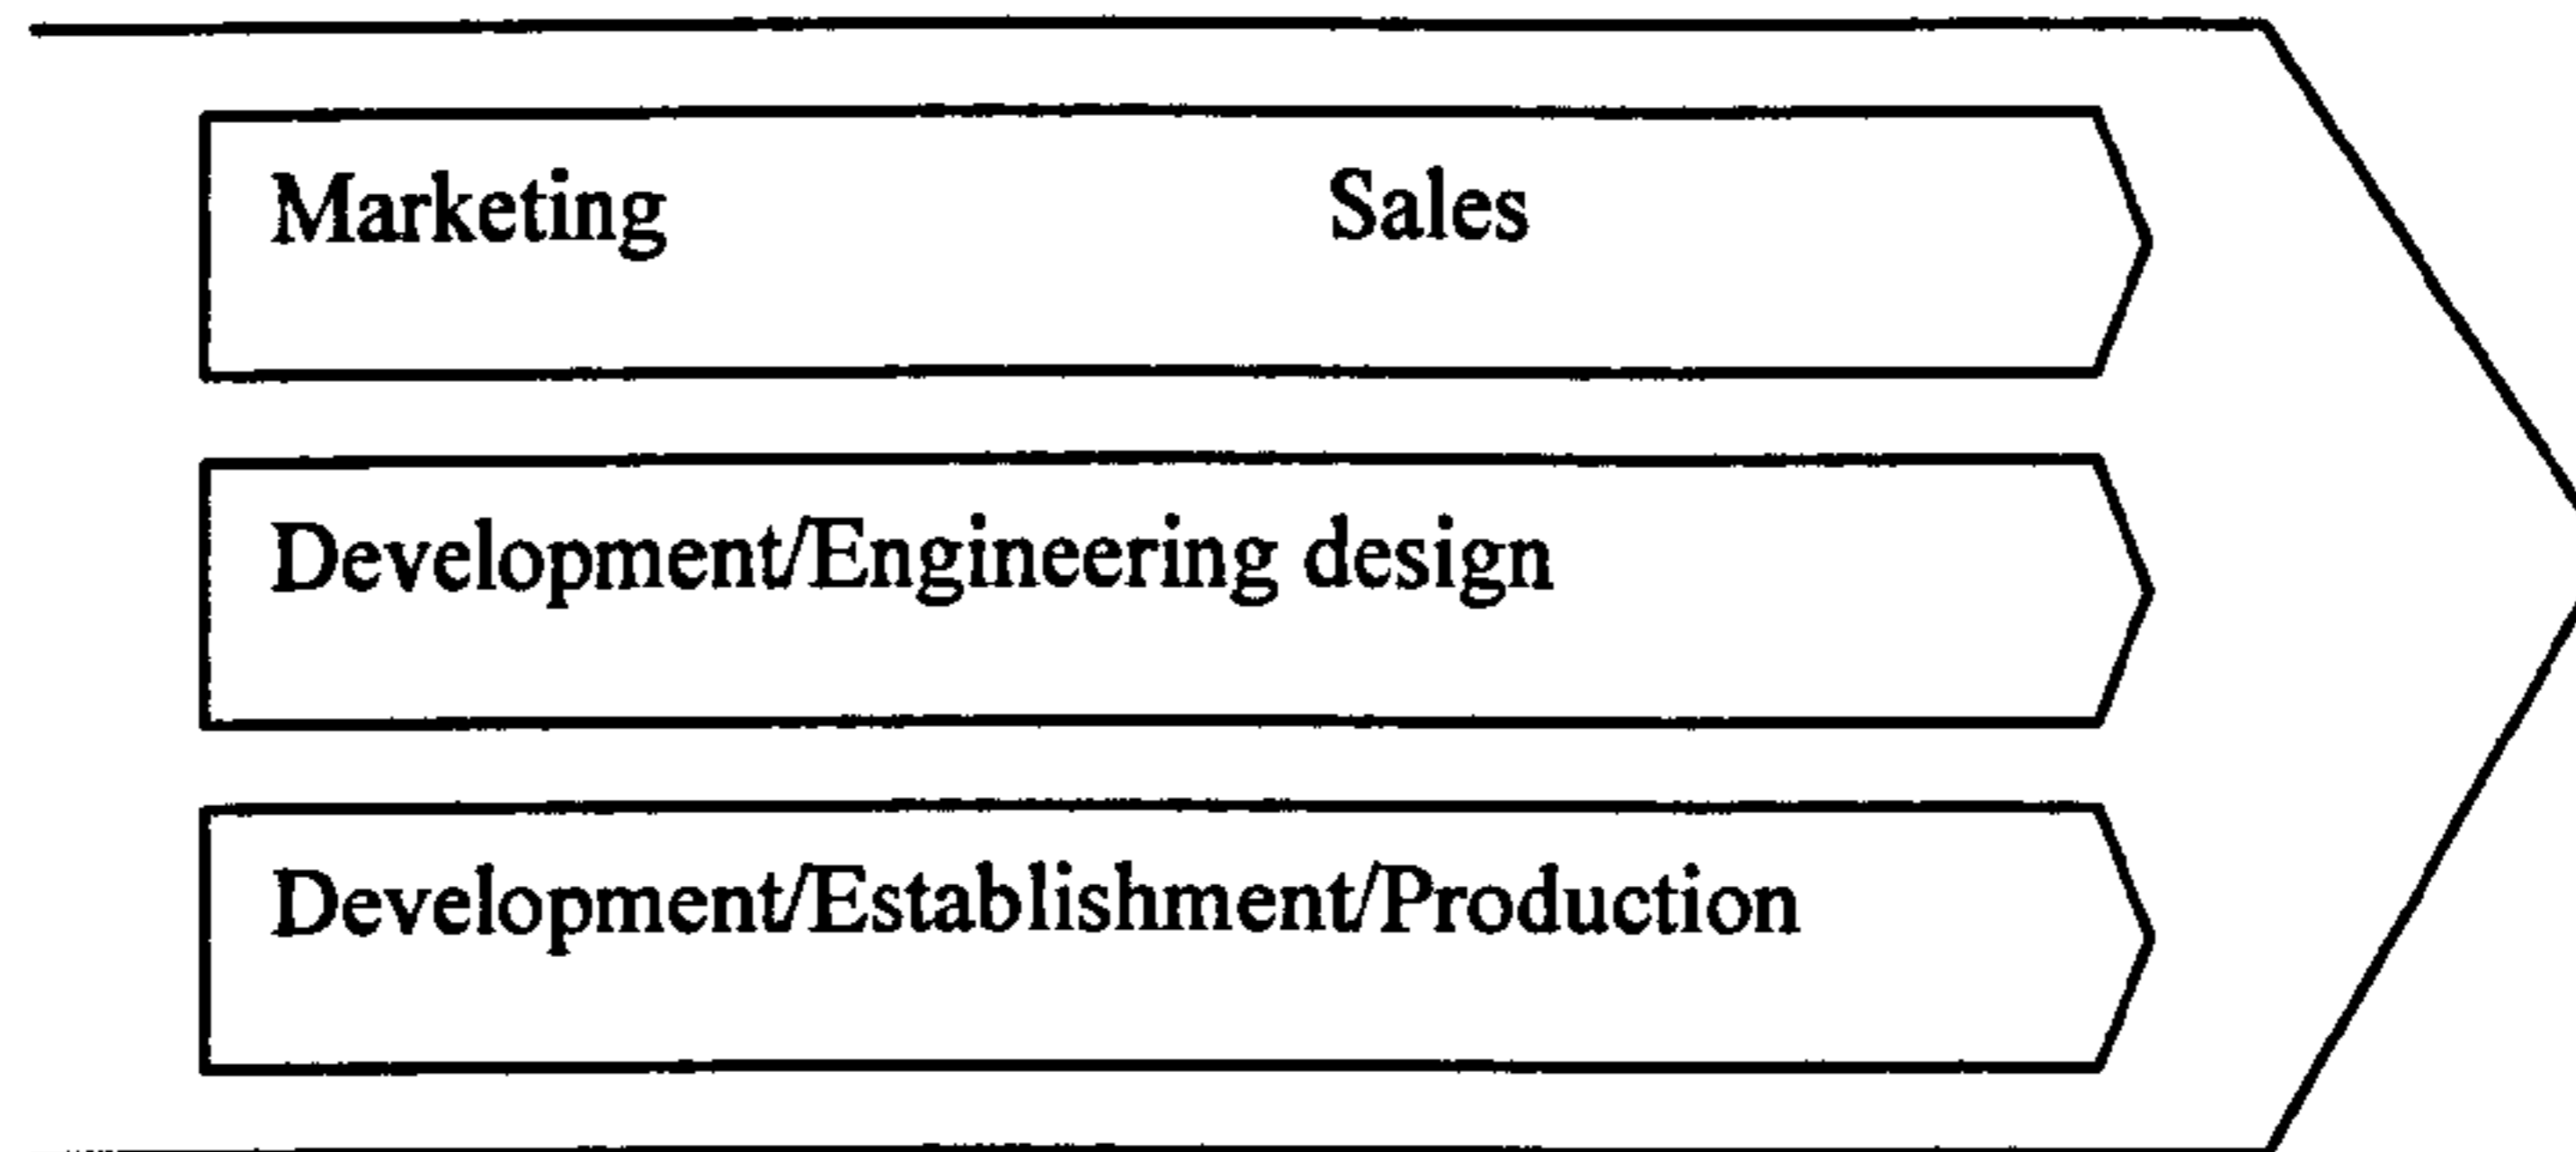 Marketing Sales
Development/Engineering design
Development/Establishment/Production